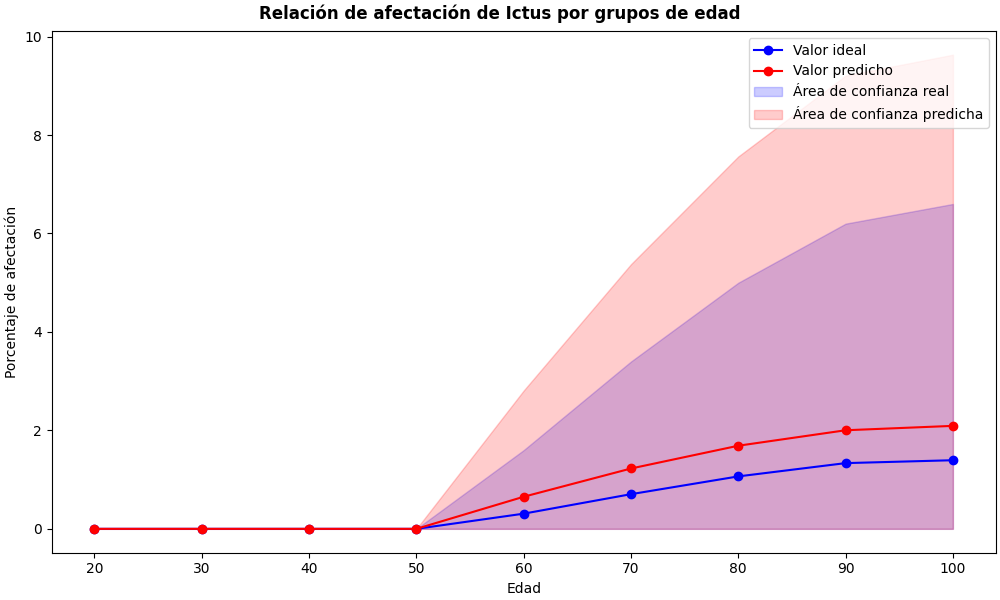 Relación de afectación de Ictus por grupos de edad
Valor ideal
Valor predicho
Área de confianza real
Área de confianza predicha
Porcentaje de afectación
10
8
6
4
2
0
20 30 40 50 60 70 80 90 100
Edad